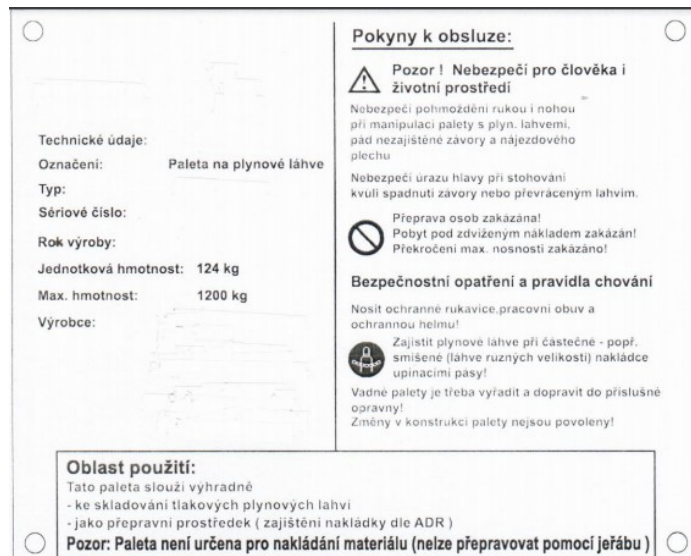 Technické údaje:
Označení: Paleta na plynové láhve
Typ:
Sériové číslo:
Rok výroby:
Jednotková hmotnost: 124 kg
Max. hmotnost: 1200 kg
Výrobce:
Pokyny k obsluze:
Pozor ! Nebezpečí pro člověka i
životní prostředí
Nebezpečí pohmoždění rukou i nohou
při manipulaci palety s plyn. lahvemi,
pád nezajištěné závory a nájezdového
plechu
Nebezpečí úrazu hlavy při stohování
kvůli spadnutí závory nebo převráceným lahvím.
Přeprava osob zakázána!
Pobyt pod zdviženým nákladem zakázán!
Překročení max. nosnosti zakázáno!
Bezpečnostní opatření a pravidla chování
Nosit ochranné rukavice,pracovní obuv a
ochrannou helmu!
Zajistit plynové láhve při částečné - popř.
smíšené (láhve ruzných velikostí) nakládce
upínacími pásy!
Vadné palety je třeba vyřadit a dopravit do příslušné
opravny!
Změny v konstrukci palety nejsou povoleny!
Oblast použití:
Tato paleta slouží výhradně
- ke skladování tlakových plynových lahví
- jako přepravní prostředek ( zajištění nakládky dle ADR )
Pozor: Paleta není určena pro nakládání materiálu (nelze přepravovat pomocí jeřábu )